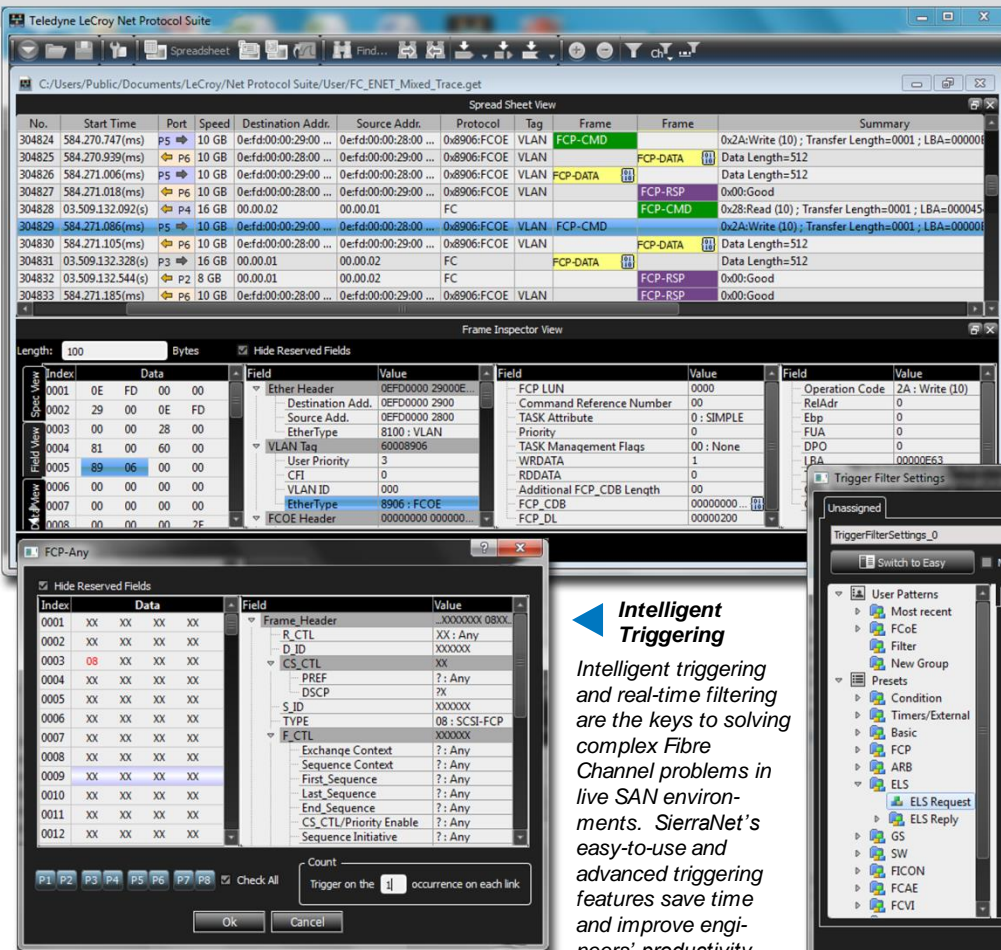 Teledyne LeCroy Net Protocol Suite
Spreadsheet Find... ch
C:/Users/Public/Documents/LeCroy/Net Protocol Suite/User/FC_ENET_Mixed_Trace.get
Spread Sheet View
No. Start Time Port Speed Destination Addr. Source Addr. Protocol Tag Frame Frame Summary
304824 584.270.747(ms) P5 10 GB 0e:fd:00:00:29:00 ... 0e:fd:00:00:28:00 ... 0x8906:FCOE VLAN FCP-CMD 0x2A:Write (10) ; Transfer Length=0001 ; LBA=00000E
304825 584.270.939(ms) P6 10 GB 0e:fd:00:00:28:00 ... 0e:fd:00:00:29:00 ... 0x8906:FCOE VLAN FCP-DATA Data Length=512
304826 584.271.006(ms) P5 10 GB 0e:fd:00:00:29:00 ... 0e:fd:00:00:28:00 ... 0x8906:FCOE VLAN FCP-DATA Data Length=512
304827 584.271.018(ms) P6 10 GB 0e:fd:00:00:28:00 ... 0e:fd:00:00:29:00 ... 0x8906:FCOE VLAN FCP-RSP 0x00:Good
304828 03.509.132.092(s) P4 16 GB 00.00.02 00.00.01 FC FCP-CMD 0x28:Read (10) ; Transfer Length=0001 ; LBA=000045
304829 584.271.086(ms) P5 10 GB 0e:fd:00:00:29:00 ... 0e:fd:00:00:28:00 ... 0x8906:FCOE VLAN FCP-CMD 0x2A:Write (10) ; Transfer Length=0001 ; LBA=00000E
304830 584.271.105(ms) P6 10 GB 0e:fd:00:00:28:00 ... 0e:fd:00:00:29:00 ... 0x8906:FCOE VLAN FCP-DATA Data Length=512
304831 03.509.132.328(s) P3 16 GB 00.00.01 00.00.02 FC FCP-DATA Data Length=512
304832 03.509.132.544(s) P2 8 GB 00.00.01 00.00.02 FC FCP-RSP 0x00:Good
304833 584.271.185(ms) P6 10 GB 0e:fd:00:00:28:00 ... 0e:fd:00:00:29:00 ... 0x8906:FCOE VLAN FCP-RSP 0x00:Good
Frame Inspector View
Length: 100 Bytes Hide Reserved Fields
Spec View
Field View
Data View
Index Data
0001 0E FD 00 00
0002 29 00 0E FD
0003 00 00 28 00
0004 81 00 60 00
0005 89 06 00 00
0006 00 00 00 00
0007 00 00 00 00
0008 00 00 00 2E
Field Value
Ether Header 0EFD0000 29000E...
Destination Add. 0EFD0000 2900
Source Add. 0EFD0000 2800
EtherType 8100 : VLAN
VLAN Tag 60008906
User Priority 3
CFI 0
VLAN ID 000
EtherType 8906 : FCOE
FCOE Header 00000000 000000...
Field Value
FCP LUN 0000
Command Reference Number 00
TASK Attribute 0 : SIMPLE
Priority 0
TASK Management Flags 00 : None
WRDATA 1
RDDATA 0
Additional FCP_CDB Length 00
FCP_CDB 00000000 ...
FCP_DL 00000200
Field Value
Operation Code 2A : Write (10)
RelAdr 0
Ebp 0
FUA 0
DPO 0
LBA 00000E63
FCP-Any
Hide Reserved Fields
Index Data
0001 XX XX XX XX
0002 XX XX XX XX
0003 08 XX XX XX
0004 XX XX XX XX
0005 XX XX XX XX
0006 XX XX XX XX
0007 XX XX XX XX
0008 XX XX XX XX
0009 XX XX XX XX
0010 XX XX XX XX
0011 XX XX XX XX
0012 XX XX XX XX
Field Value
Frame_Header ...XXXXXXX 08XX...
R_CTL XX : Any
D_ID XXXXXX
CS_CTL XX
PREF ? : Any
DSCP ?X
S_ID XXXXXX
TYPE 08 : SCSI-FCP
F_CTL XXXXXX
Exchange Context ? : Any
Sequence Context ? : Any
First_Sequence ? : Any
Last_Sequence ? : Any
End_Sequence ? : Any
CS_CTL/Priority Enable ? : Any
Sequence Initiative ? : Any
P1 P2 P3 P4 P5 P6 P7 P8 Check All
Count
Trigger on the 1 occurrence on each link
Ok Cancel
Intelligent
Triggering
Intelligent triggering
and real-time filtering
are the keys to solving
complex Fibre
Channel problems in
live SAN environ-
ments. SierraNet's
easy-to-use and
advanced triggering
features save time
and improve engi-
neers' productivity
Trigger Filter Settings
Unassigned
TriggerFilterSettings_0
Switch to Easy
User Patterns
Most recent
FCoE
Filter
New Group
Presets
Condition
Timers/External
Basic
FCP
ARB
ELS
ELS Request
ELS Reply
GS
SW
FICON
FCAE
FCVI